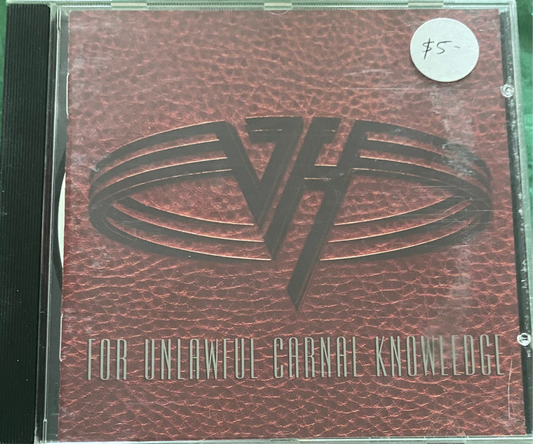 $5-
VH
FOR UNLAWFUL CARNAL KNOWLEDGE